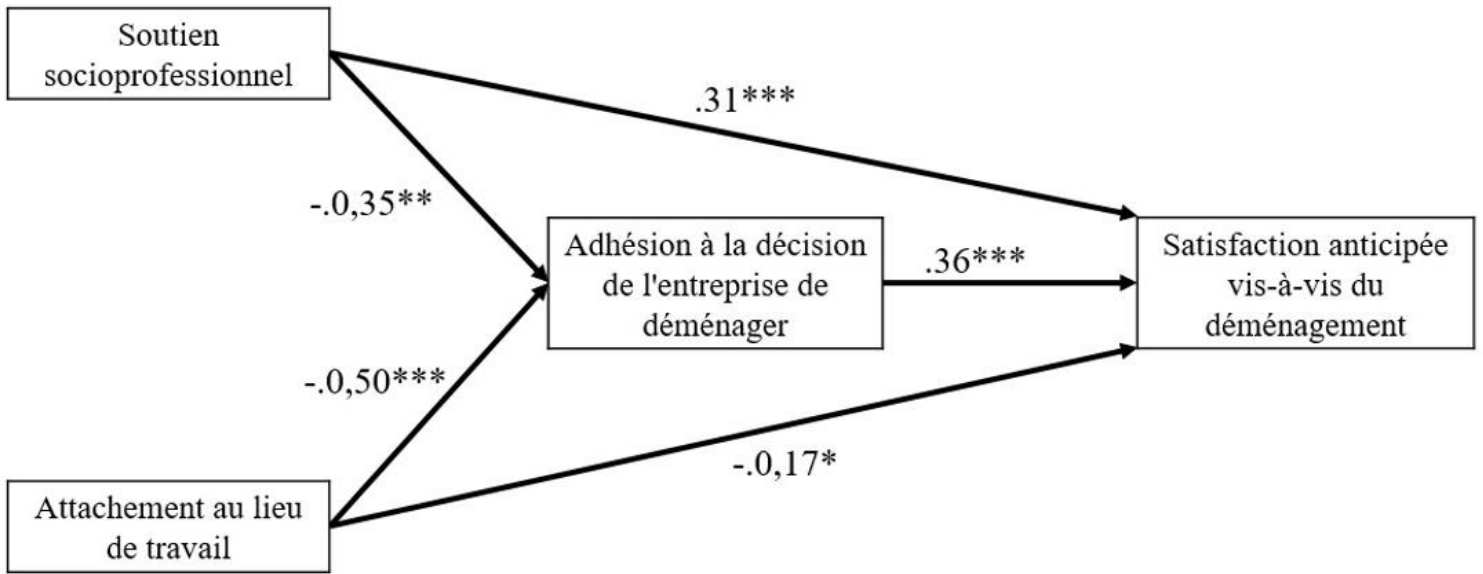 Soutien
socioprofessionnel
.31***
-.0,35**
Adhésion à la décision
de l'entreprise de
déménager
.36***
Satisfaction anticipée
vis-à-vis du
déménagement
-.0,50***
-.0,17*
Attachement au lieu
de travail